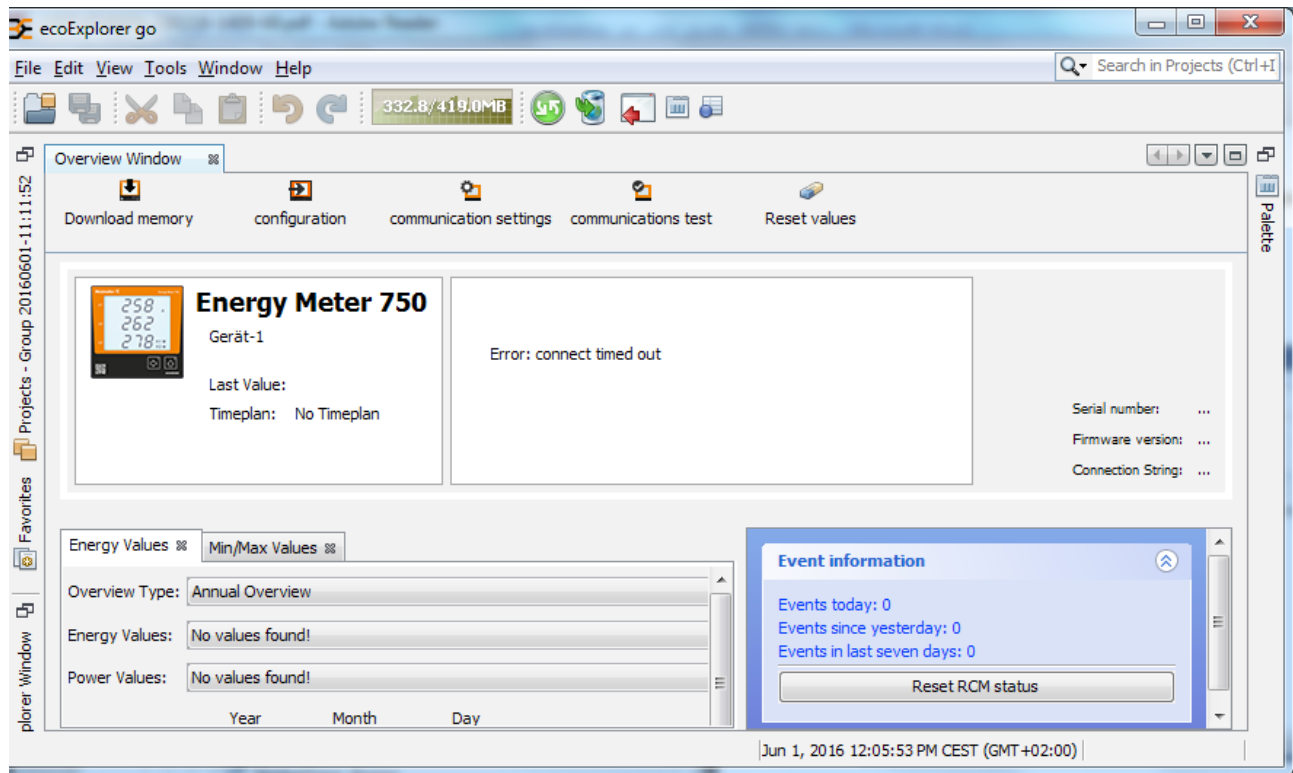 ecoExplorer go
File Edit View Tools Window Help
Search in Projects (Ctrl+I
332.8/419.0MB
Projects - Group 20160601-11:11:52
Favorites
plorer Window
Overview Window
Palette
Download memory configuration communication settings communications test Reset values
258
262
278
Energy Meter 750
Gerät-1
Last Value:
Timeplan: No Timeplan
Error: connect timed out
Serial number: ...
Firmware version: ...
Connection String: ...
Energy Values Min/Max Values
Overview Type: Annual Overview
Energy Values: No values found!
Power Values: No values found!
Year Month Day
Event information
Events today: 0
Events since yesterday: 0
Events in last seven days: 0
Reset RCM status
Jun 1, 2016 12:05:53 PM CEST (GMT+02:00)